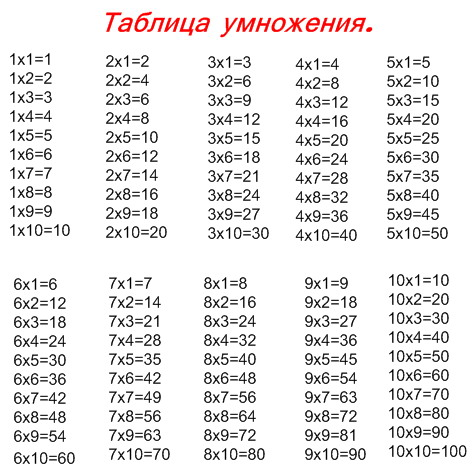 Таблица умножения.
1x1=1 2x1=2 3x1=3 4x1=4 5x1=5
1x2=2 2x2=4 3x2=6 4x2=8 5x2=10
1x3=3 2x3=6 3x3=9 4x3=12 5x3=15
1x4=4 2x4=8 3x4=12 4x4=16 5x4=20
1x5=5 2x5=10 3x5=15 4x5=20 5x5=25
1x6=6 2x6=12 3x6=18 4x6=24 5x6=30
1x7=7 2x7=14 3x7=21 4x7=28 5x7=35
1x8=8 2x8=16 3x8=24 4x8=32 5x8=40
1x9=9 2x9=18 3x9=27 4x9=36 5x9=45
1x10=10 2x10=20 3x10=30 4x10=40 5x10=50
6x1=6 7x1=7 8x1=8 9x1=9 10x1=10
6x2=12 7x2=14 8x2=16 9x2=18 10x2=20
6x3=18 7x3=21 8x3=24 9x3=27 10x3=30
6x4=24 7x4=28 8x4=32 9x4=36 10x4=40
6x5=30 7x5=35 8x5=40 9x5=45 10x5=50
6x6=36 7x6=42 8x6=48 9x6=54 10x6=60
6x7=42 7x7=49 8x7=56 9x7=63 10x7=70
6x8=48 7x8=56 8x8=64 9x8=72 10x8=80
6x9=54 7x9=63 8x9=72 9x9=81 10x9=90
6x10=60 7x10=70 8x10=80 9x10=90 10x10=100